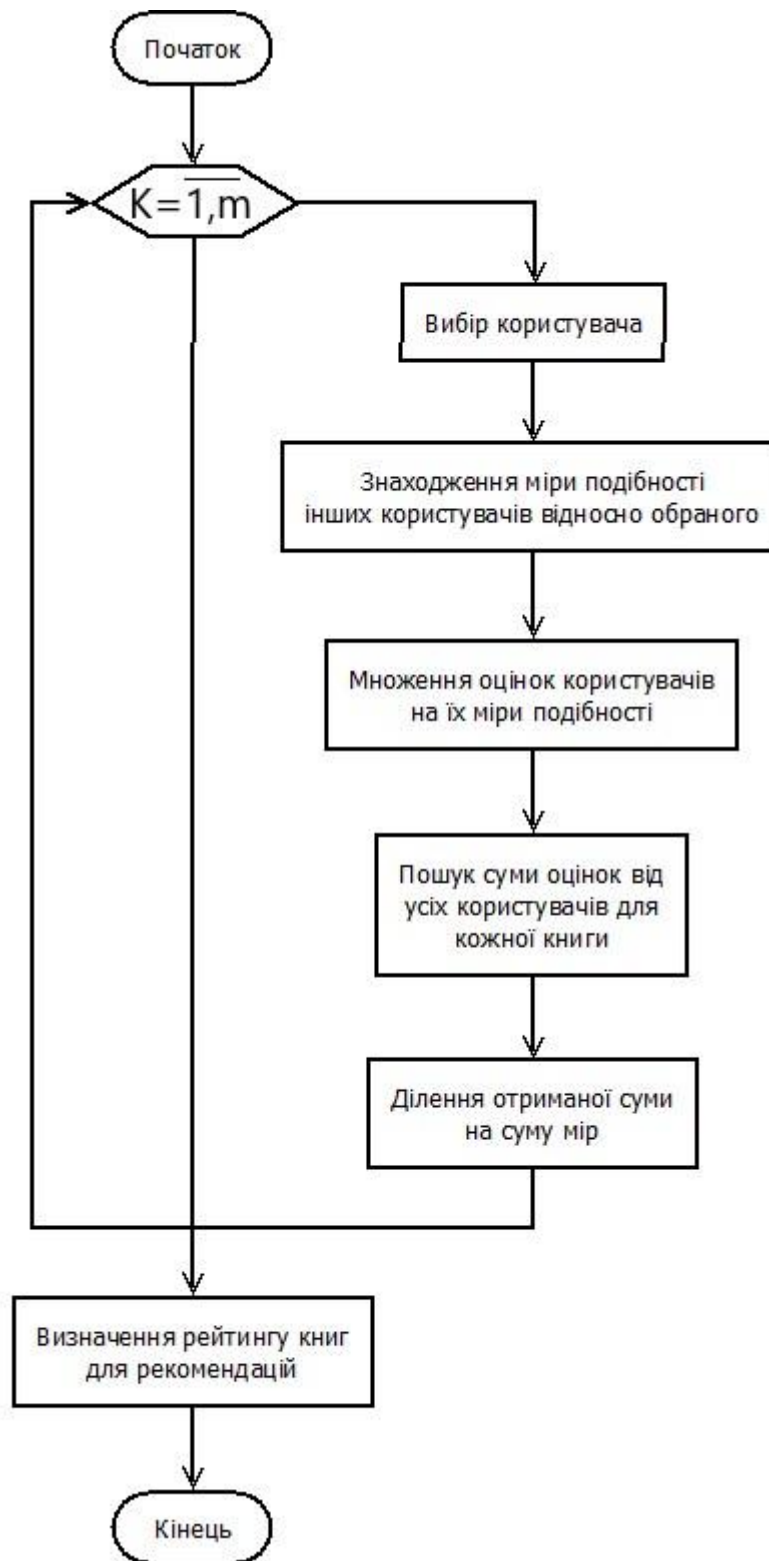 Початок
K=1,m
Вибір користувача
Знаходження міри подібності
інших користувачів відносно обраного
Множення оцінок користувачів
на їх міри подібності
Пошук суми оцінок від
усіх користувачів для
кожної книги
Ділення отриманої суми
на суму мір
Визначення рейтингу книг
для рекомендацій
Кінець